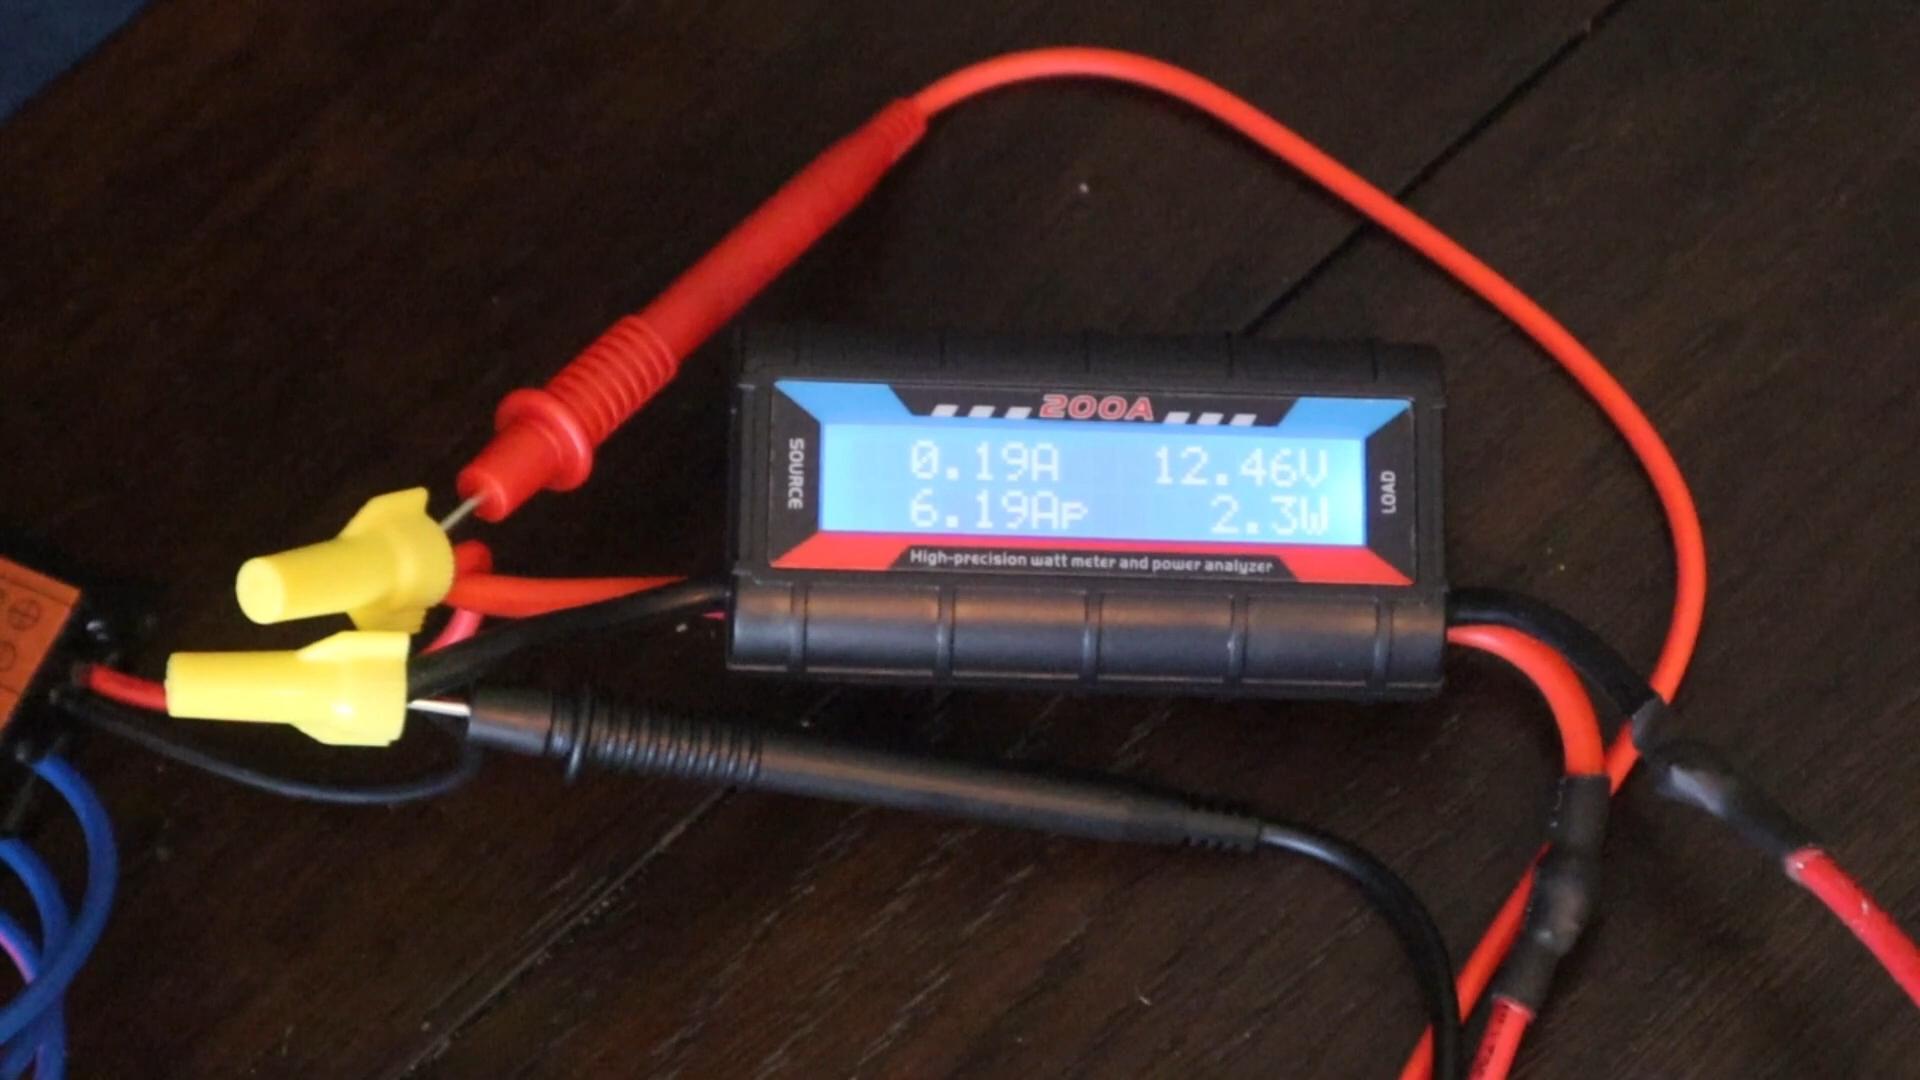 200A
SOURCE
0.19A 12.46V
6.19Ap 2.3W
LOAD
High-precision watt meter and power analyzer